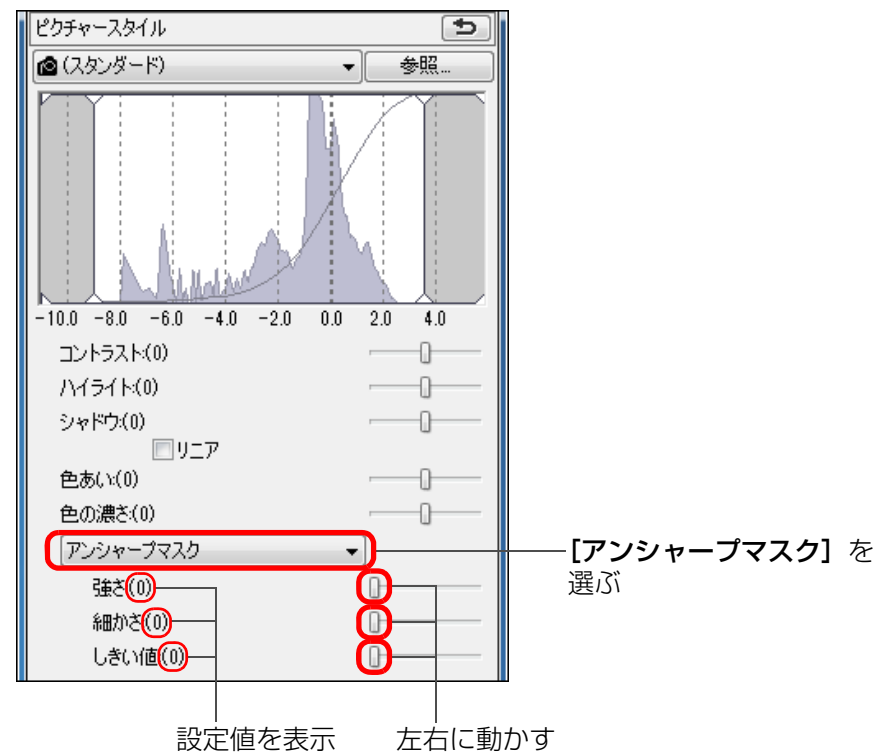 ピクチャースタイル
(スタンダード)
参照...
-10.0 -8.0 -6.0 -4.0 -2.0 0.0 2.0 4.0
コントラスト:(0)
ハイライト:(0)
シャドウ:(0)
リニア
色あい:(0)
色の濃さ:(0)
アンシャープマスク
[アンシャープマスク] を
選ぶ
強さ(0)
細かさ(0)
しきい値(0)
設定値を表示
左右に動かす